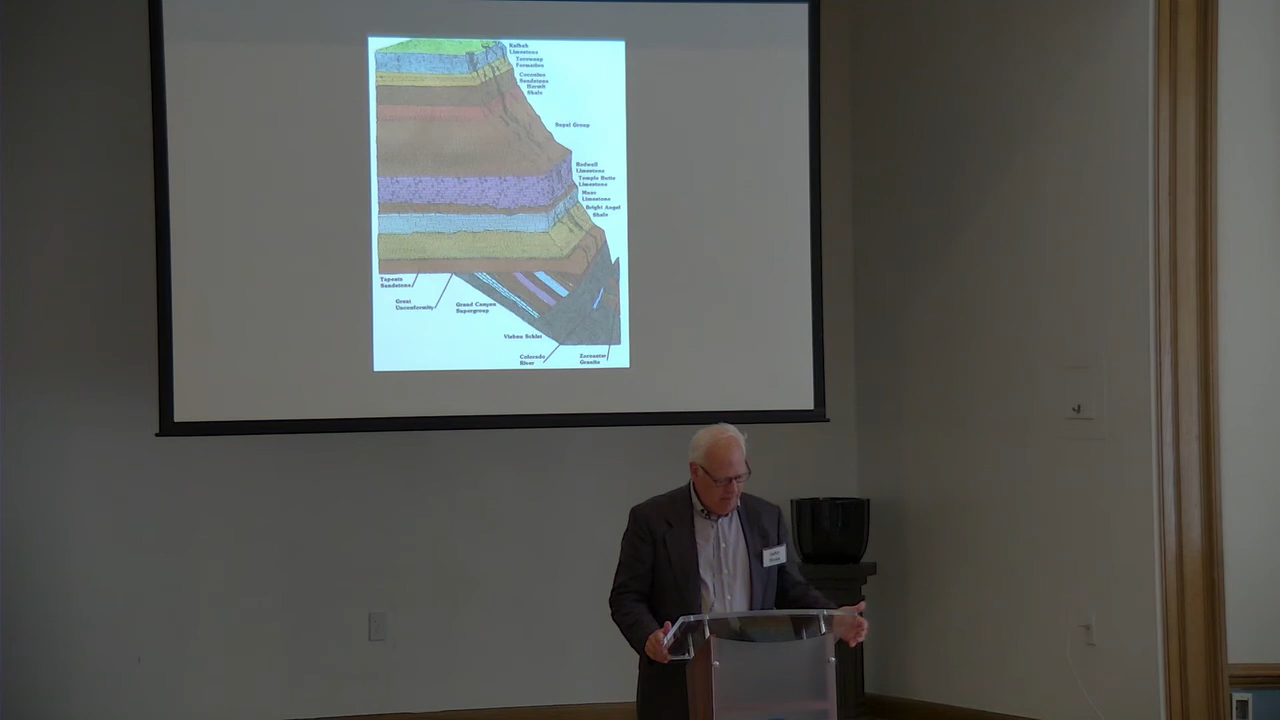 Kaibab
Limestone
Toroweap
Formation
Coconino
Sandstone
Hermit
Shale
Supai Group
Redwall
Limestone
Temple Butte
Limestone
Muav
Limestone
Bright Angel
Shale
Tapeats
Sandstone
Great
Unconformity
Grand Canyon
Supergroup
Vishnu Schist
Colorado
River
Zoroaster
Granite